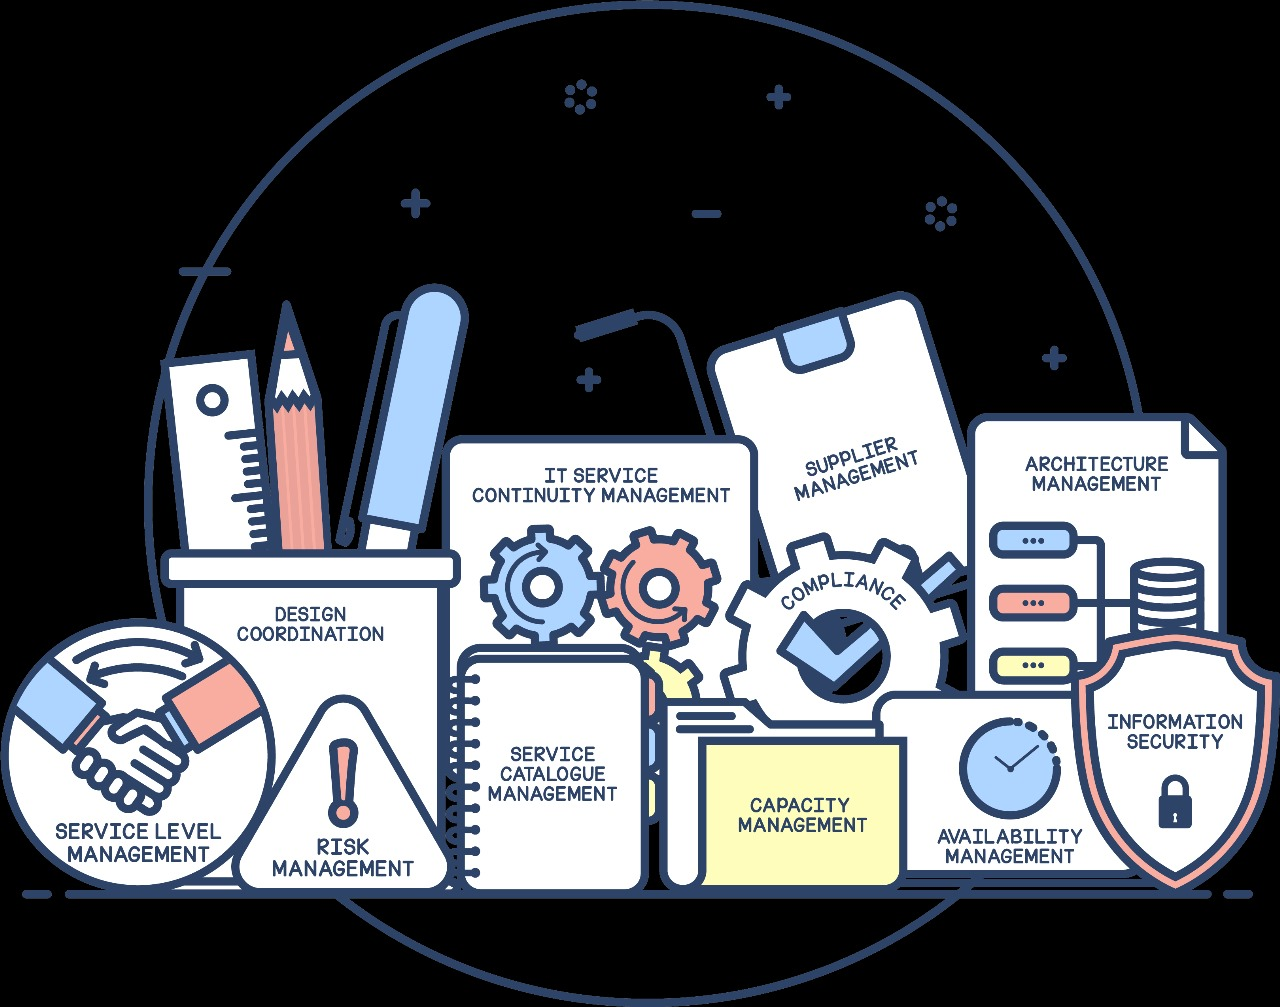 IT SERVICE
CONTINUITY MANAGEMENT
SUPPLIER
MANAGEMENT
ARCHITECTURE
MANAGEMENT
DESIGN
COORDINATION
COMPLIANCE
INFORMATION
SECURITY
SERVICE
CATALOGUE
MANAGEMENT
CAPACITY
MANAGEMENT
AVAILABILITY
MANAGEMENT
SERVICE LEVEL
MANAGEMENT
RISK
MANAGEMENT